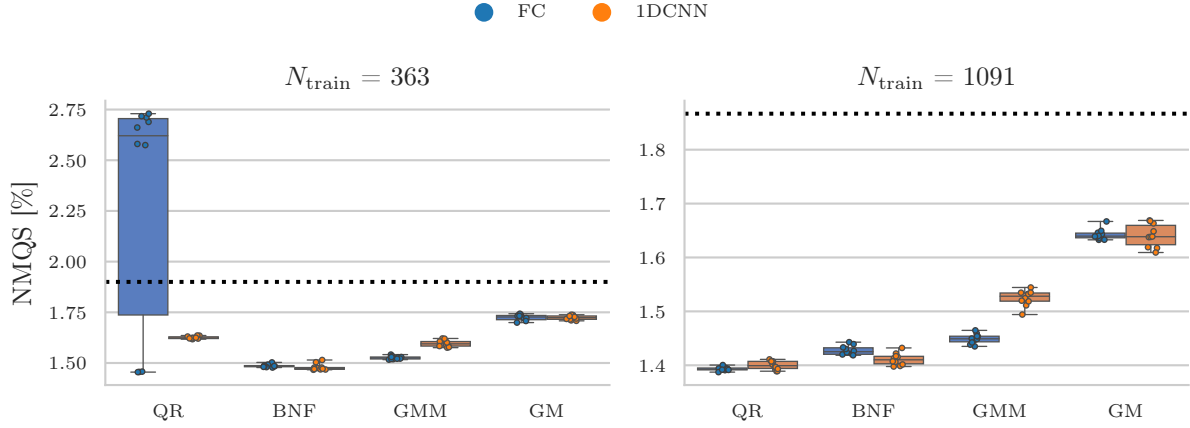 FC 1DCNN
N_train = 363
N_train = 1091
NMQS [%]
2.75
2.50
2.25
2.00
1.75
1.50
QR BNF GMM GM
1.8
1.7
1.6
1.5
1.4
QR BNF GMM GM